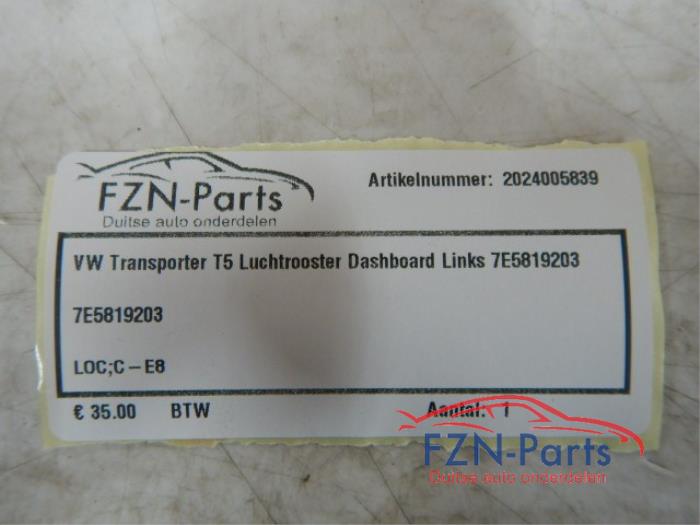 FZN-Parts
Duitse auto onderdelen
Artikelnummer: 2024005839
VW Transporter T5 Luchtrooster Dashboard Links 7E5819203
7E5819203
LOC;C-E8
€ 35.00 BTW Aantal: 1
FZN-Parts
Duitse auto onderdelen